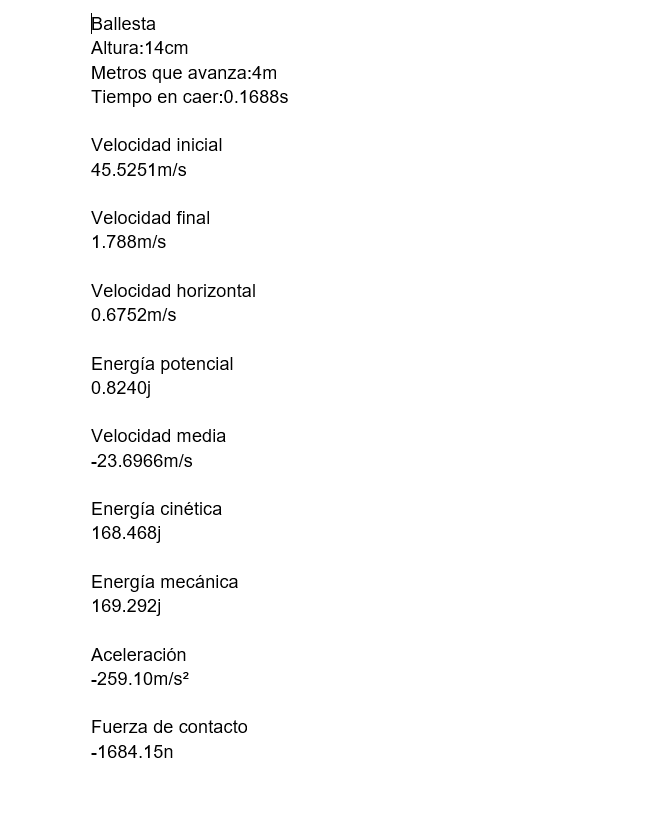 Ballesta
Altura:14cm
Metros que avanza:4m
Tiempo en caer:0.1688s
Velocidad inicial
45.5251m/s
Velocidad final
1.788m/s
Velocidad horizontal
0.6752m/s
Energía potencial
0.8240j
Velocidad media
-23.6966m/s
Energía cinética
168.468j
Energía mecánica
169.292j
Aceleración
-259.10m/s²
Fuerza de contacto
-1684.15n